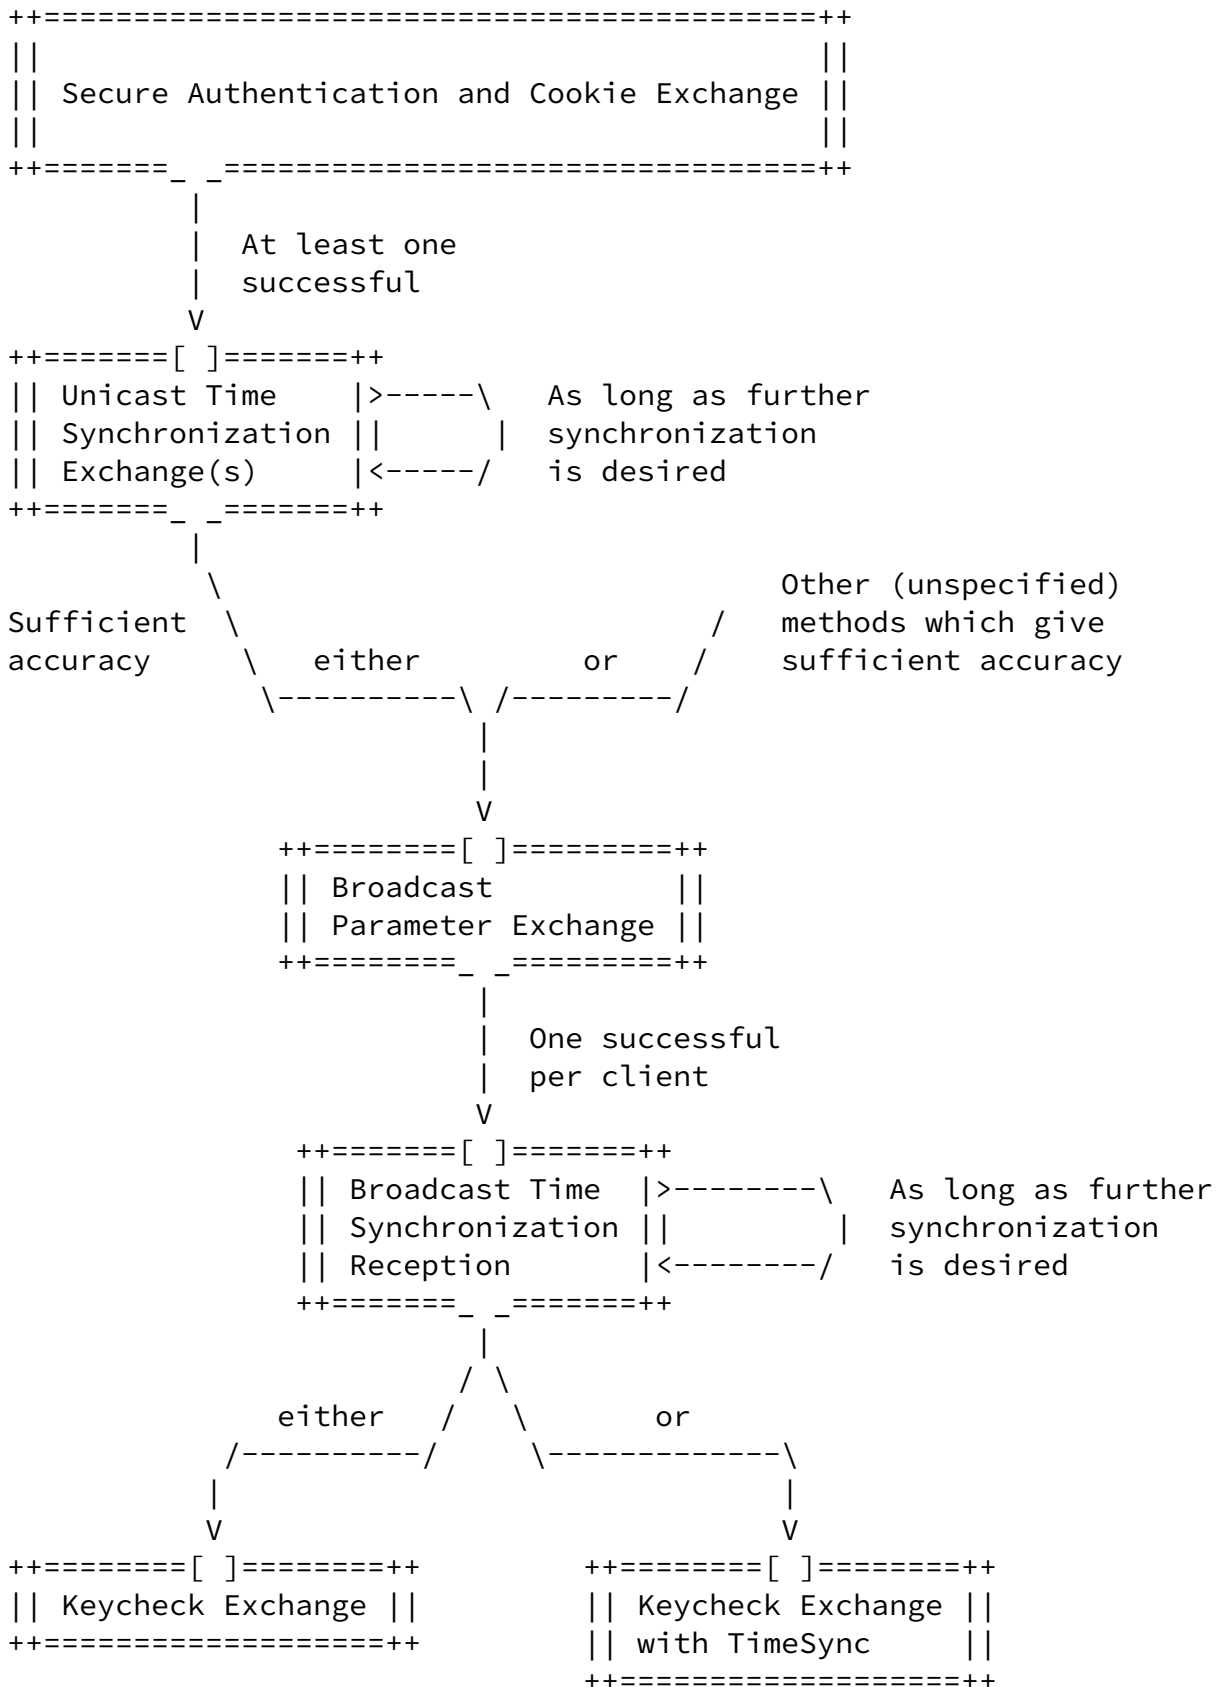 ++===========================================++
||                                           ||
|| Secure Authentication and Cookie Exchange ||
||                                           ||
++=======_ _=================================++
          |
          |  At least one
          |  successful
          V
++=======[ ]=======++
|| Unicast Time    |>-----\   As long as further
|| Synchronization ||      |  synchronization
|| Exchange(s)     |<-----/   is desired
++=======_ _=======++
          |
           \                               Other (unspecified)
Sufficient  \                          /   methods which give
accuracy     \   either         or    /    sufficient accuracy
              \----------\ /---------/
                          |
                          |
                          V
               ++========[ ]=========++
               || Broadcast          ||
               || Parameter Exchange ||
               ++========_ _=========++
                          |
                          |  One successful
                          |  per client
                          V
                ++=======[ ]=======++
                || Broadcast Time  |>--------\   As long as further
                || Synchronization ||         |  synchronization
                || Reception       |<--------/   is desired
                ++=======_ _=======++
                          |
                         / \
               either   /   \       or
            /----------/     \-------------\
           |                               |
           V                               V
++========[ ]========++         ++========[ ]========++
|| Keycheck Exchange ||         || Keycheck Exchange ||
++===================++         || with TimeSync     ||
                                ++===================++